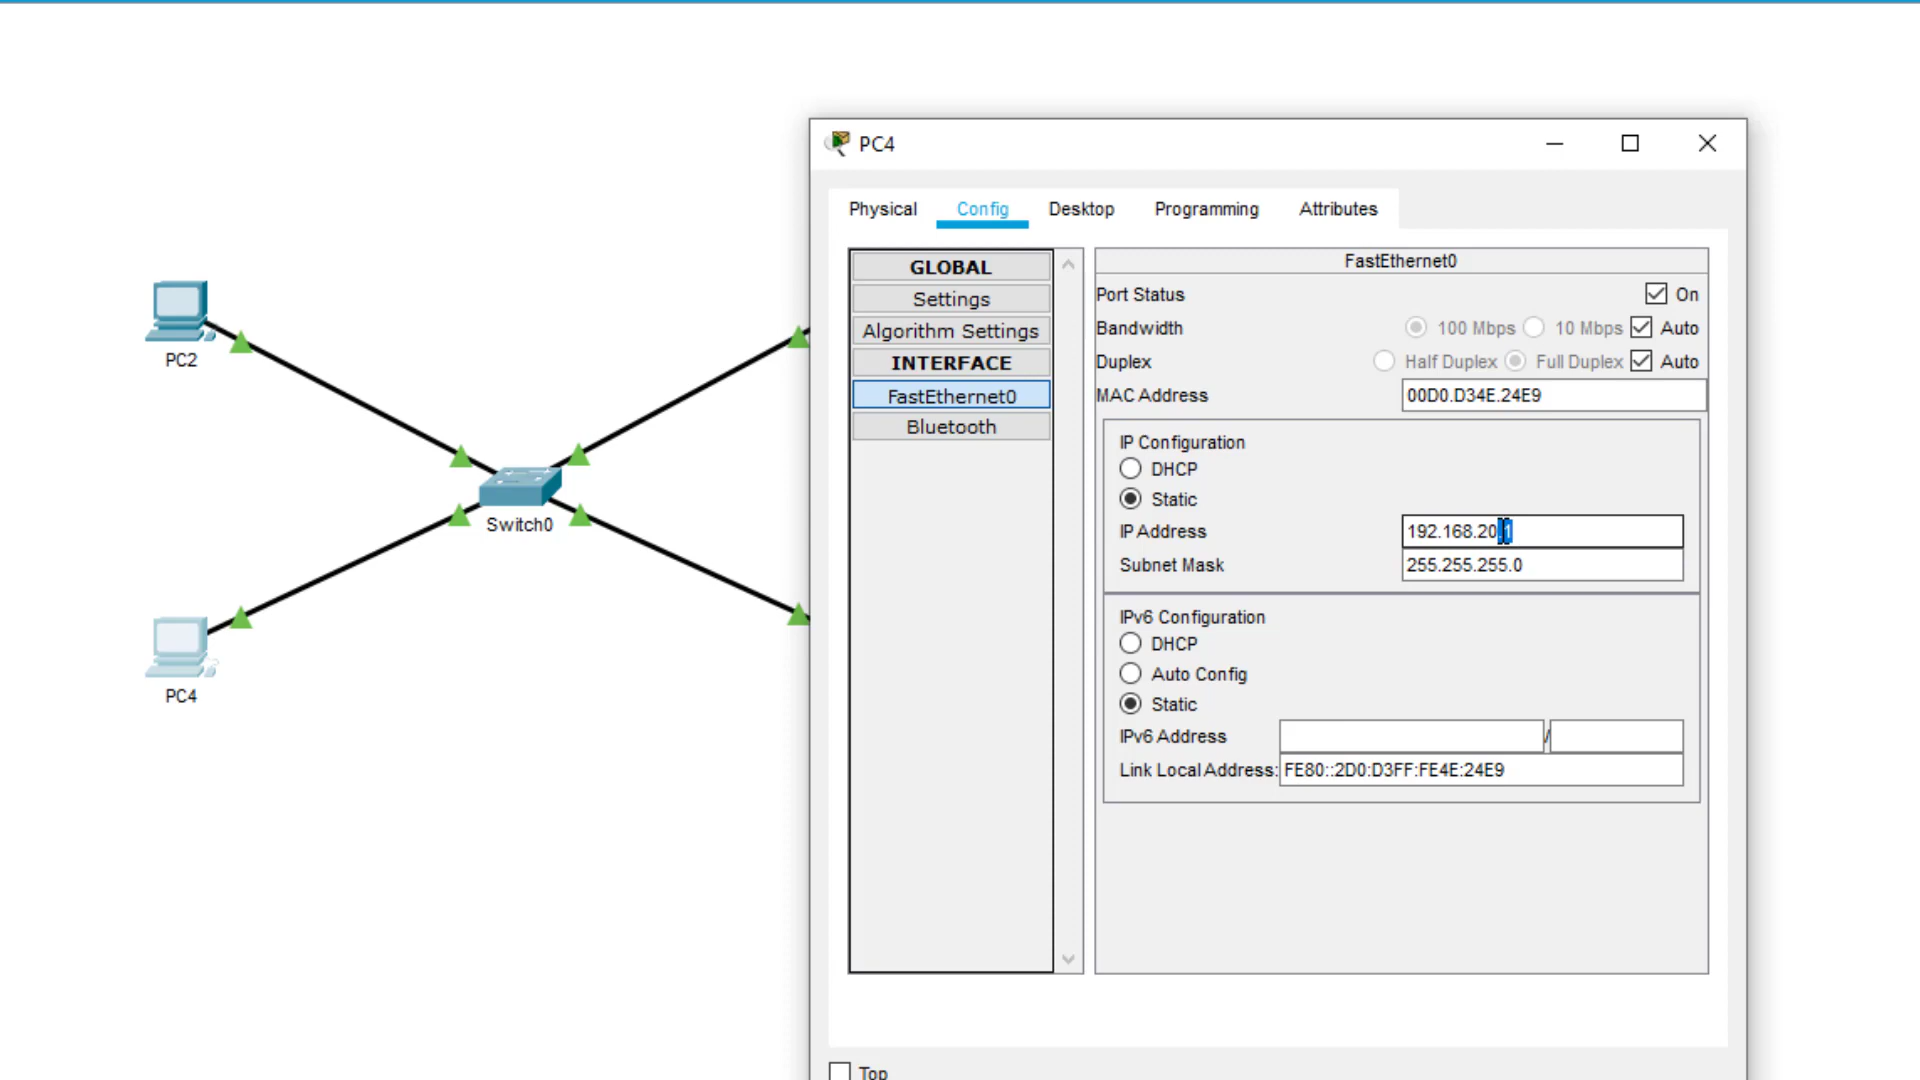 PC4
Physical Config Desktop Programming Attributes
GLOBAL
Settings
Algorithm Settings
INTERFACE
FastEthernet0
Bluetooth
FastEthernet0
Port Status On
Bandwidth 100 Mbps 10 Mbps Auto
Duplex Half Duplex Full Duplex Auto
MAC Address 00D0.D34E.24E9
IP Configuration
DHCP
Static
IP Address 192.168.20.1
Subnet Mask 255.255.255.0
IPv6 Configuration
DHCP
Auto Config
Static
IPv6 Address /
Link Local Address: FE80::2D0:D3FF:FE4E:24E9
Top
PC2
Switch0
PC4